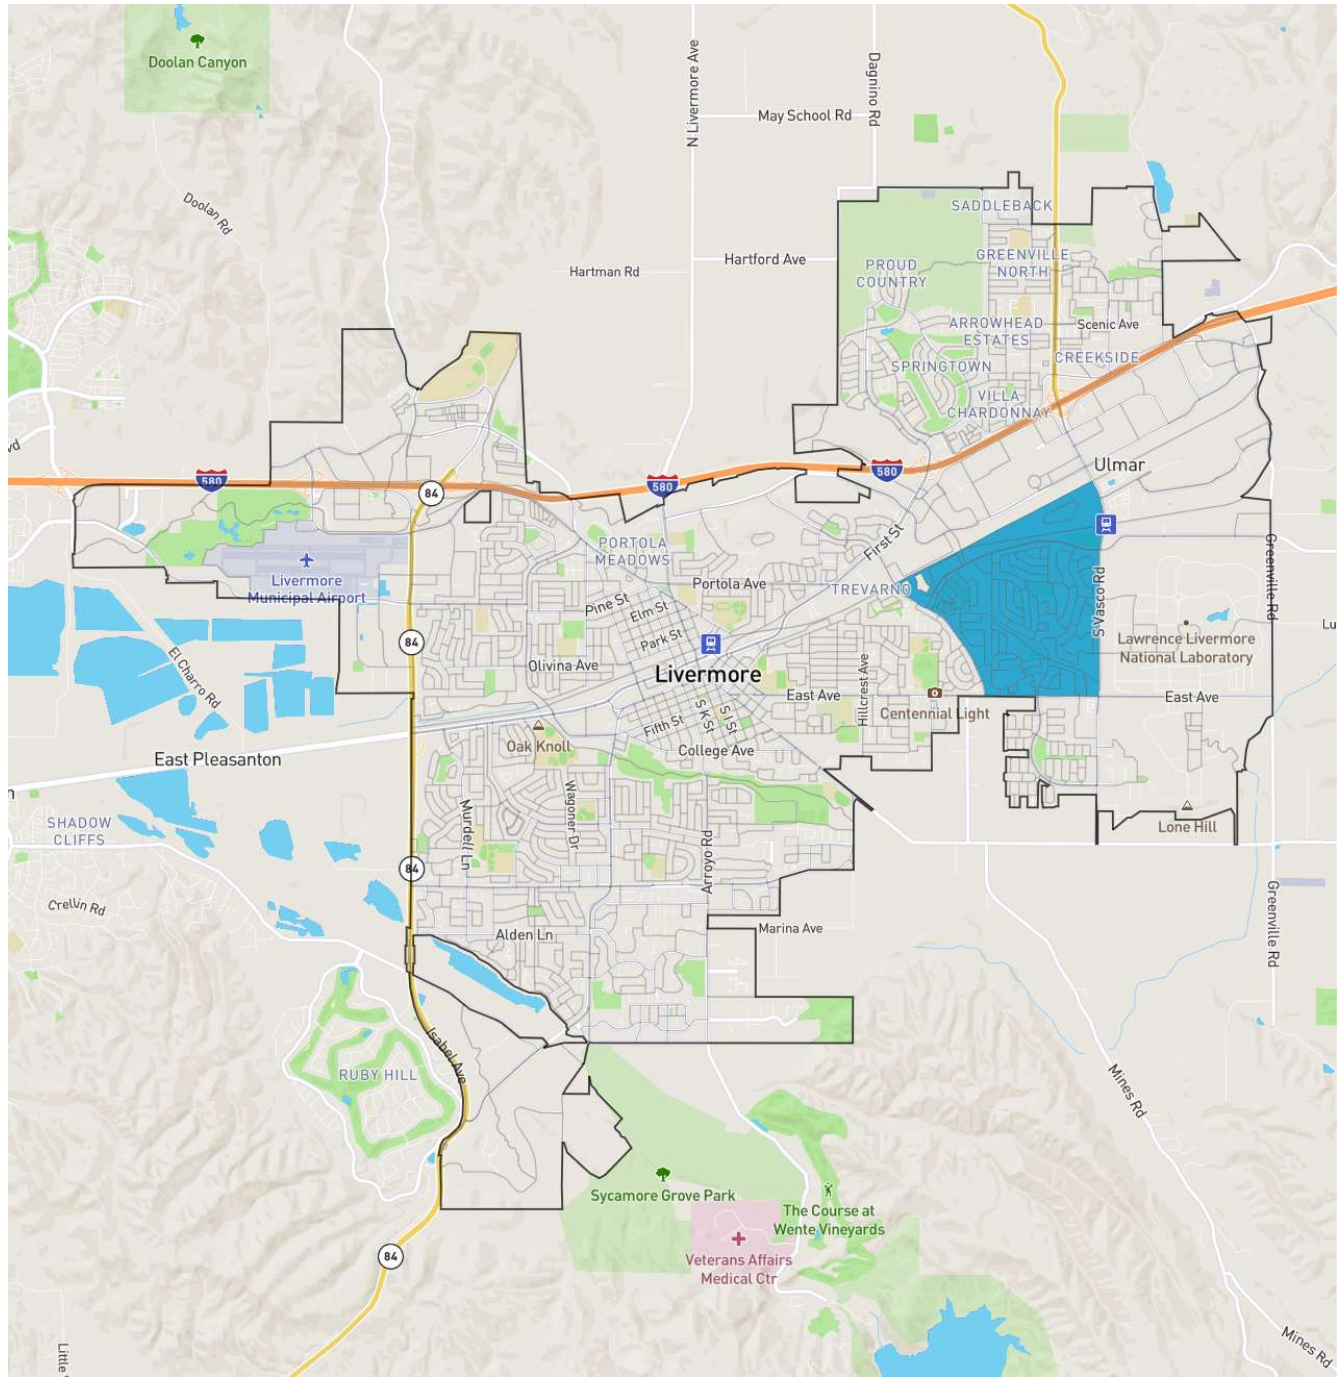 Doolan Canyon
N Livermore Ave
Dagnino Rd
May School Rd
Doolan Rd
SADDLEBACK
Hartford Ave
Hartman Rd
PROUD
COUNTRY
GREENVILLE
NORTH
ARROWHEAD
ESTATES
Scenic Ave
CREEKSIDE
SPRINGTOWN
VILLA
CHARDONNAY
vd
580
84
580
580
Ulmar
First St
PORTOLA
MEADOWS
Livermore
Municipal Airport
Portola Ave
TREVARNO
S Vasco Rd
Greenville Rd
Pine St
Elm St
Park St
84
Lu
Lawrence Livermore
National Laboratory
El Charro Rd
Olivina Ave
Livermore
Hillcrest Ave
East Ave
East Ave
Centennial Light
S K St
S I St
Fifth St
Oak Knoll
College Ave
East Pleasanton
n
SHADOW
CLIFFS
Murdell Ln
Wagoner Dr
Arroyo Rd
Lone Hill
84
Crellin Rd
Greenville Rd
Alden Ln
Marina Ave
Isabel Ave
RUBY HILL
Mines Rd
Sycamore Grove Park
The Course at
Wente Vineyards
Veterans Affairs
Medical Ctr
84
Mines Rd
Little